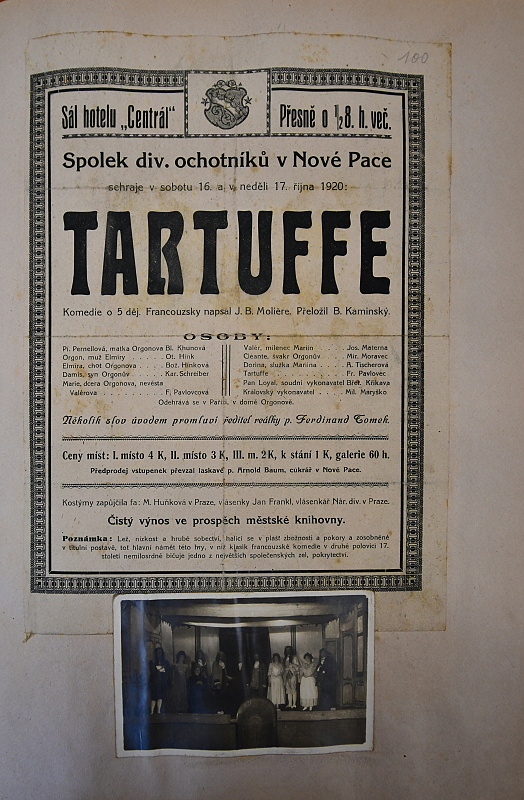 100
Sál hotelu „Centrál“ Přesně o ½8. h. več.
Spolek div. ochotníků v Nové Pace
sehraje v sobotu 16. a v neděli 17. října 1920:
TARTUFFE
Komedie o 5 děj. Francouzsky napsal J. B. Molière. Přeložil B. Kaminský.
OSOBY:
Pí. Pernellová, matka Orgonova Bl. Khunová
Orgon, muž Elmíry . . . . . Ot. Hink
Elmíra, choť Orgonova . . . . Bož. Hinková
Damis, syn Orgonův . . . . Kar. Schreiber
Marie, dcera Orgonova, nevěsta
Valérova . . . . . . . F. Pavlovcová
Valér, milenec Mariin . . . . Jos. Materna
Cleante, švakr Orgonův . . . Mir. Moravec
Dorina, služka Mariina . . . R. Tischerová
Tartuffe . . . . . . . . Fr. Pavlovec
Pan Loyal, soudní vykonavatel Břet. Křikava
Královský vykonavatel . . . Mil. Maryško
Odehrává se v Paříži, v domě Orgonově.
Několik slov úvodem promluví ředitel reálky p. Ferdinand Tomek.
Ceny míst: I. místo 4 K, II. místo 3 K, III. m. 2 K, k stání 1 K, galerie 60 h.
Předprodej vstupenek převzal laskavě p. Arnold Baum, cukrář v Nové Pace.
Kostýmy zapůjčila fa: M. Huňková v Praze, vlásenky Jan Frankl, vlásenkář Nár. div. v Praze.
Čistý výnos ve prospěch městské knihovny.
Poznámka: Lež, nízkost a hrubé sobectví, halící se v plášť zbožnosti a pokory a zosobněné
v titulní postavě, toť hlavní námět této hry, v níž klasik francouzské komedie v druhé polovici 17.
století nemilosrdně bičuje jedno z největších společenských zel, pokrytectví.